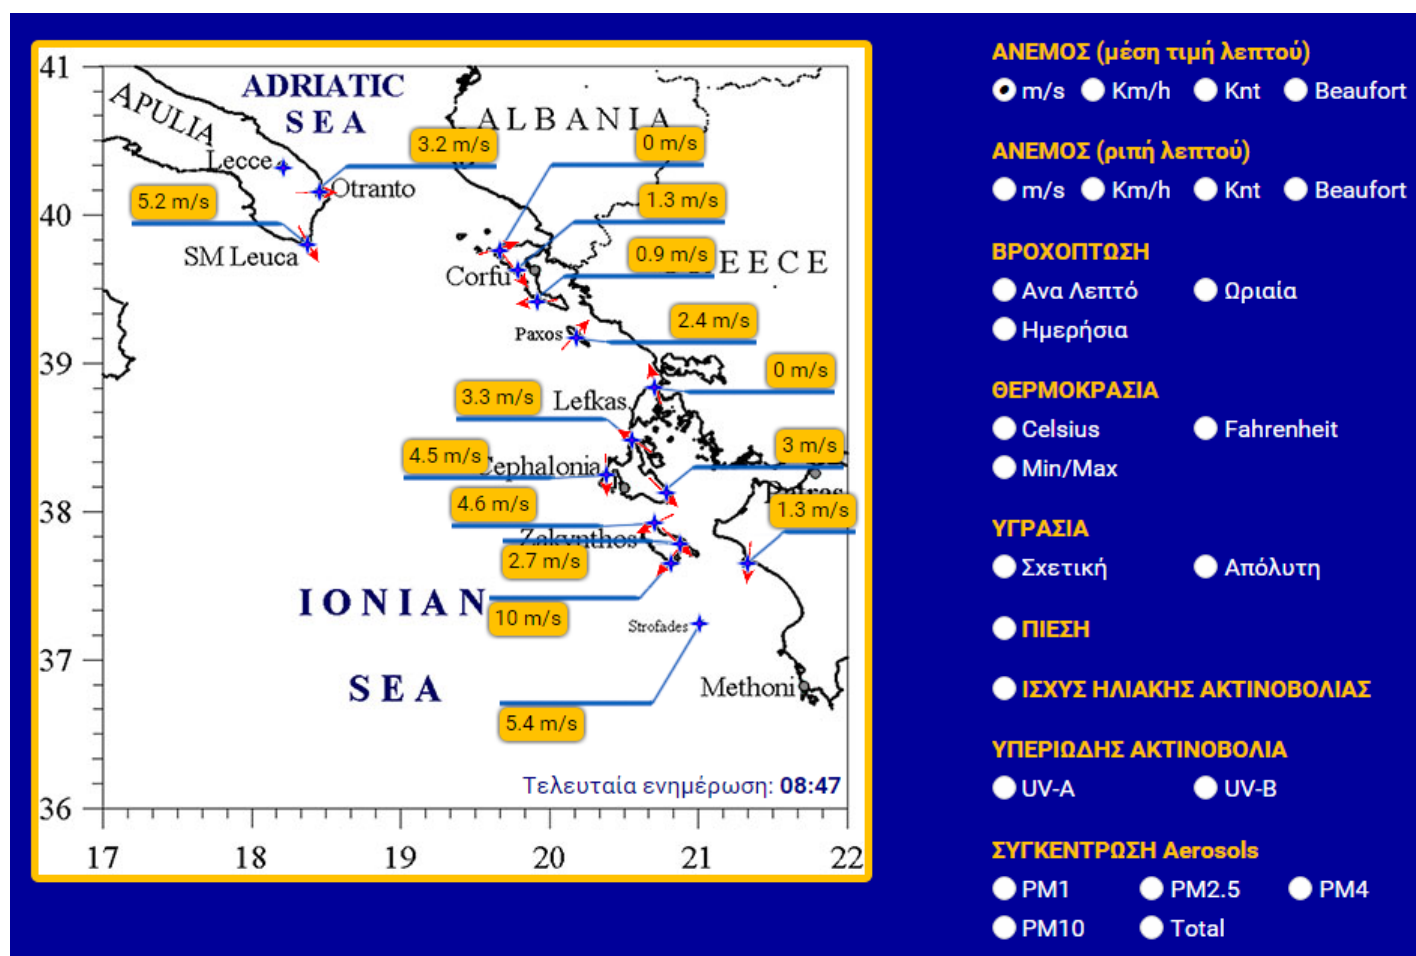 41
ADRIATIC
SEA
APULIA
ALBANIA
3.2 m/s
0 m/s
Lecce
Otranto
1.3 m/s
5.2 m/s
40
SM Leuca
0.9 m/s
EECE
Corfu
2.4 m/s
Paxos
39
0 m/s
3.3 m/s
Lefkas
3 m/s
4.5 m/s
Cephalonia
4.6 m/s
1.3 m/s
38
Zakynthos
2.7 m/s
IONIAN
10 m/s
Strofades
37
SEA
Methoni
5.4 m/s
Τελευταία ενημέρωση: 08:47
36
17 18 19 20 21 22
ΑΝΕΜΟΣ (μέση τιμή λεπτού)
m/s Km/h Knt Beaufort
ΑΝΕΜΟΣ (ριπή λεπτού)
m/s Km/h Knt Beaufort
ΒΡΟΧΟΠΤΩΣΗ
Ανα Λεπτό Ωριαία
Ημερήσια
ΘΕΡΜΟΚΡΑΣΙΑ
Celsius Fahrenheit
Min/Max
ΥΓΡΑΣΙΑ
Σχετική Απόλυτη
ΠΙΕΣΗ
ΙΣΧΥΣ ΗΛΙΑΚΗΣ ΑΚΤΙΝΟΒΟΛΙΑΣ
ΥΠΕΡΙΩΔΗΣ ΑΚΤΙΝΟΒΟΛΙΑ
UV-A UV-B
ΣΥΓΚΕΝΤΡΩΣΗ Aerosols
PM1 PM2.5 PM4
PM10 Total